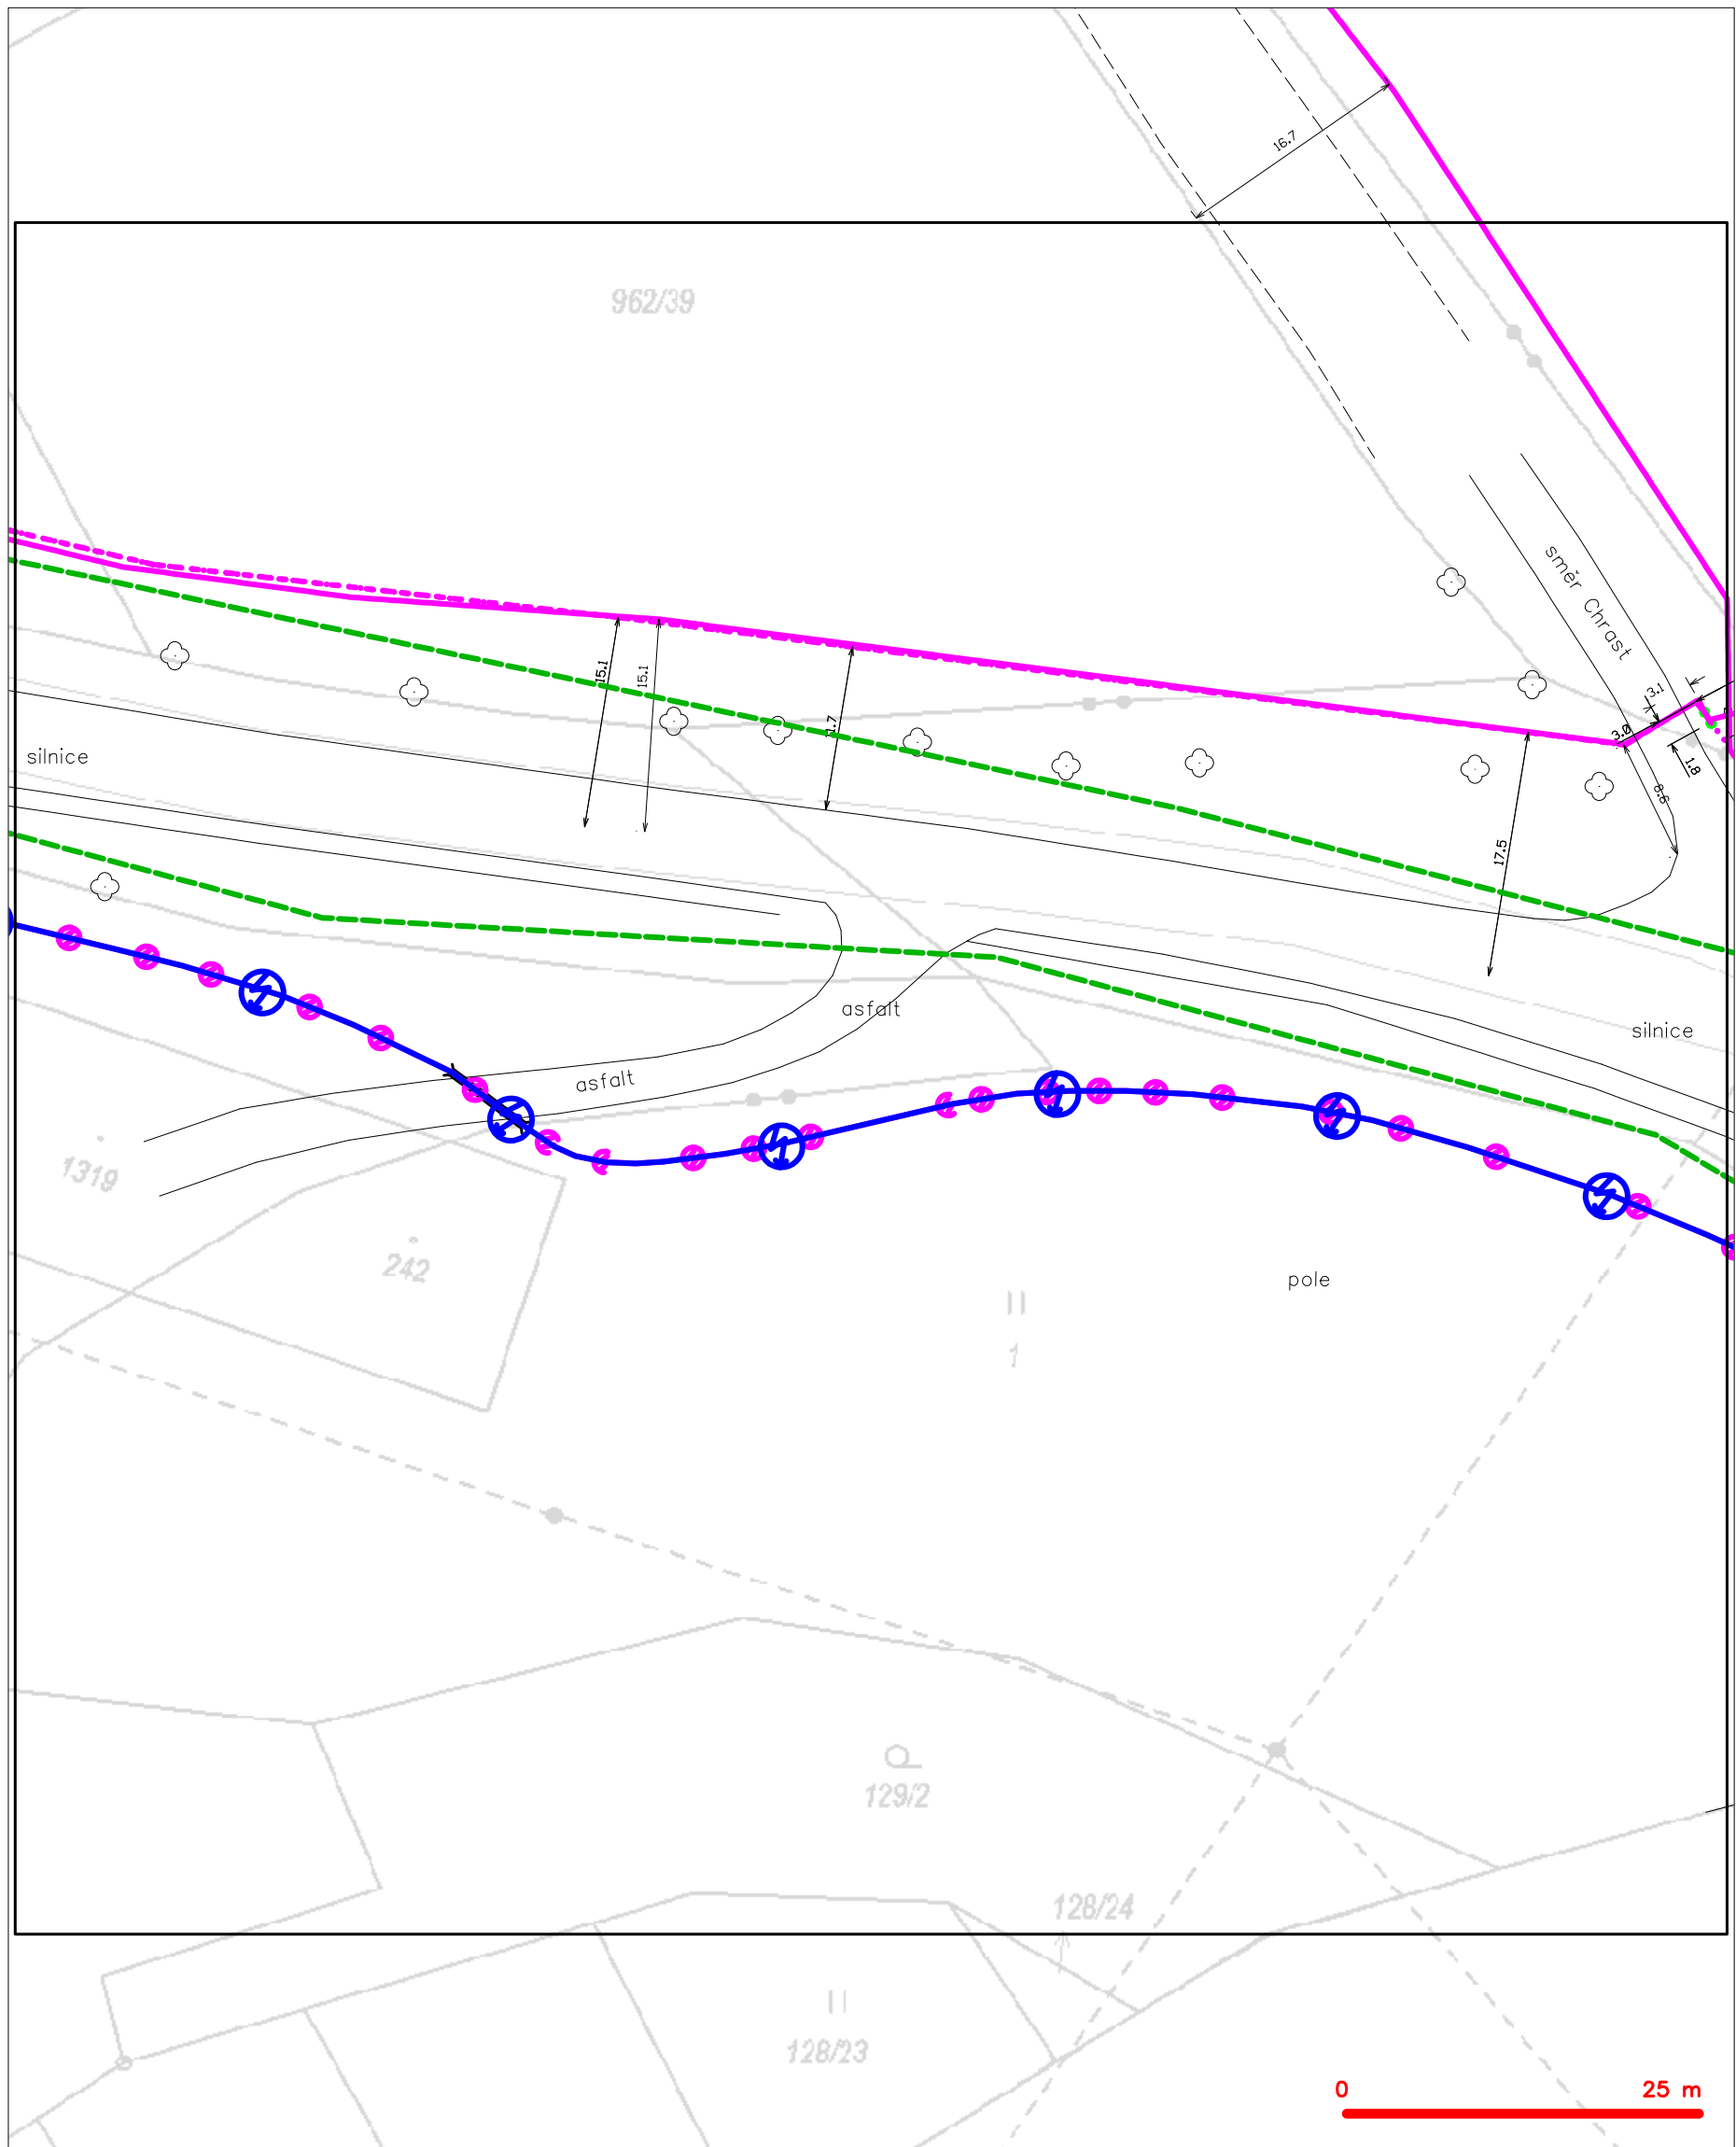 16.7
962/39
směr Chrast
15.1
15.1
3.1
3.0
silnice
1.8
8.6
17.5
asfalt
silnice
asfalt
1319
242
pole
1
129/2
128/24
128/23
0 25 m